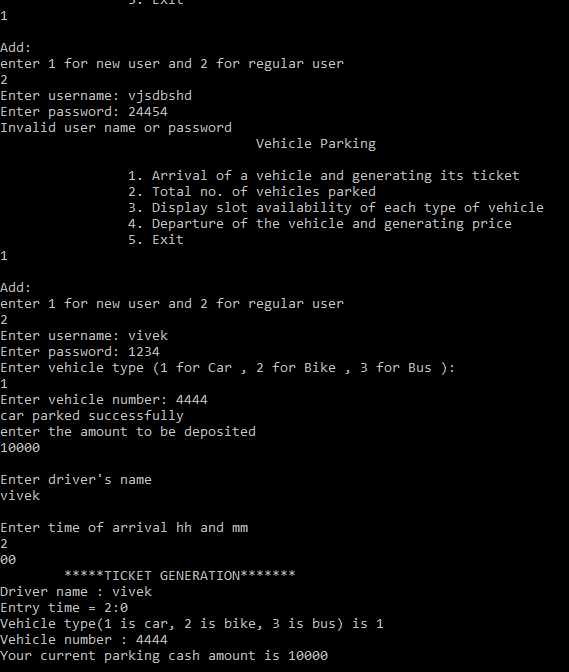 5. Exit
1
Add:
enter 1 for new user and 2 for regular user
2
Enter username: vjsdbshd
Enter password: 24454
Invalid user name or password
Vehicle Parking
1. Arrival of a vehicle and generating its ticket
2. Total no. of vehicles parked
3. Display slot availability of each type of vehicle
4. Departure of the vehicle and generating price
5. Exit
1
Add:
enter 1 for new user and 2 for regular user
2
Enter username: vivek
Enter password: 1234
Enter vehicle type (1 for Car , 2 for Bike , 3 for Bus ):
1
Enter vehicle number: 4444
car parked successfully
enter the amount to be deposited
10000
Enter driver's name
vivek
Enter time of arrival hh and mm
2
00
*****TICKET GENERATION*******
Driver name : vivek
Entry time = 2:0
Vehicle type(1 is car, 2 is bike, 3 is bus) is 1
Vehicle number : 4444
Your current parking cash amount is 10000